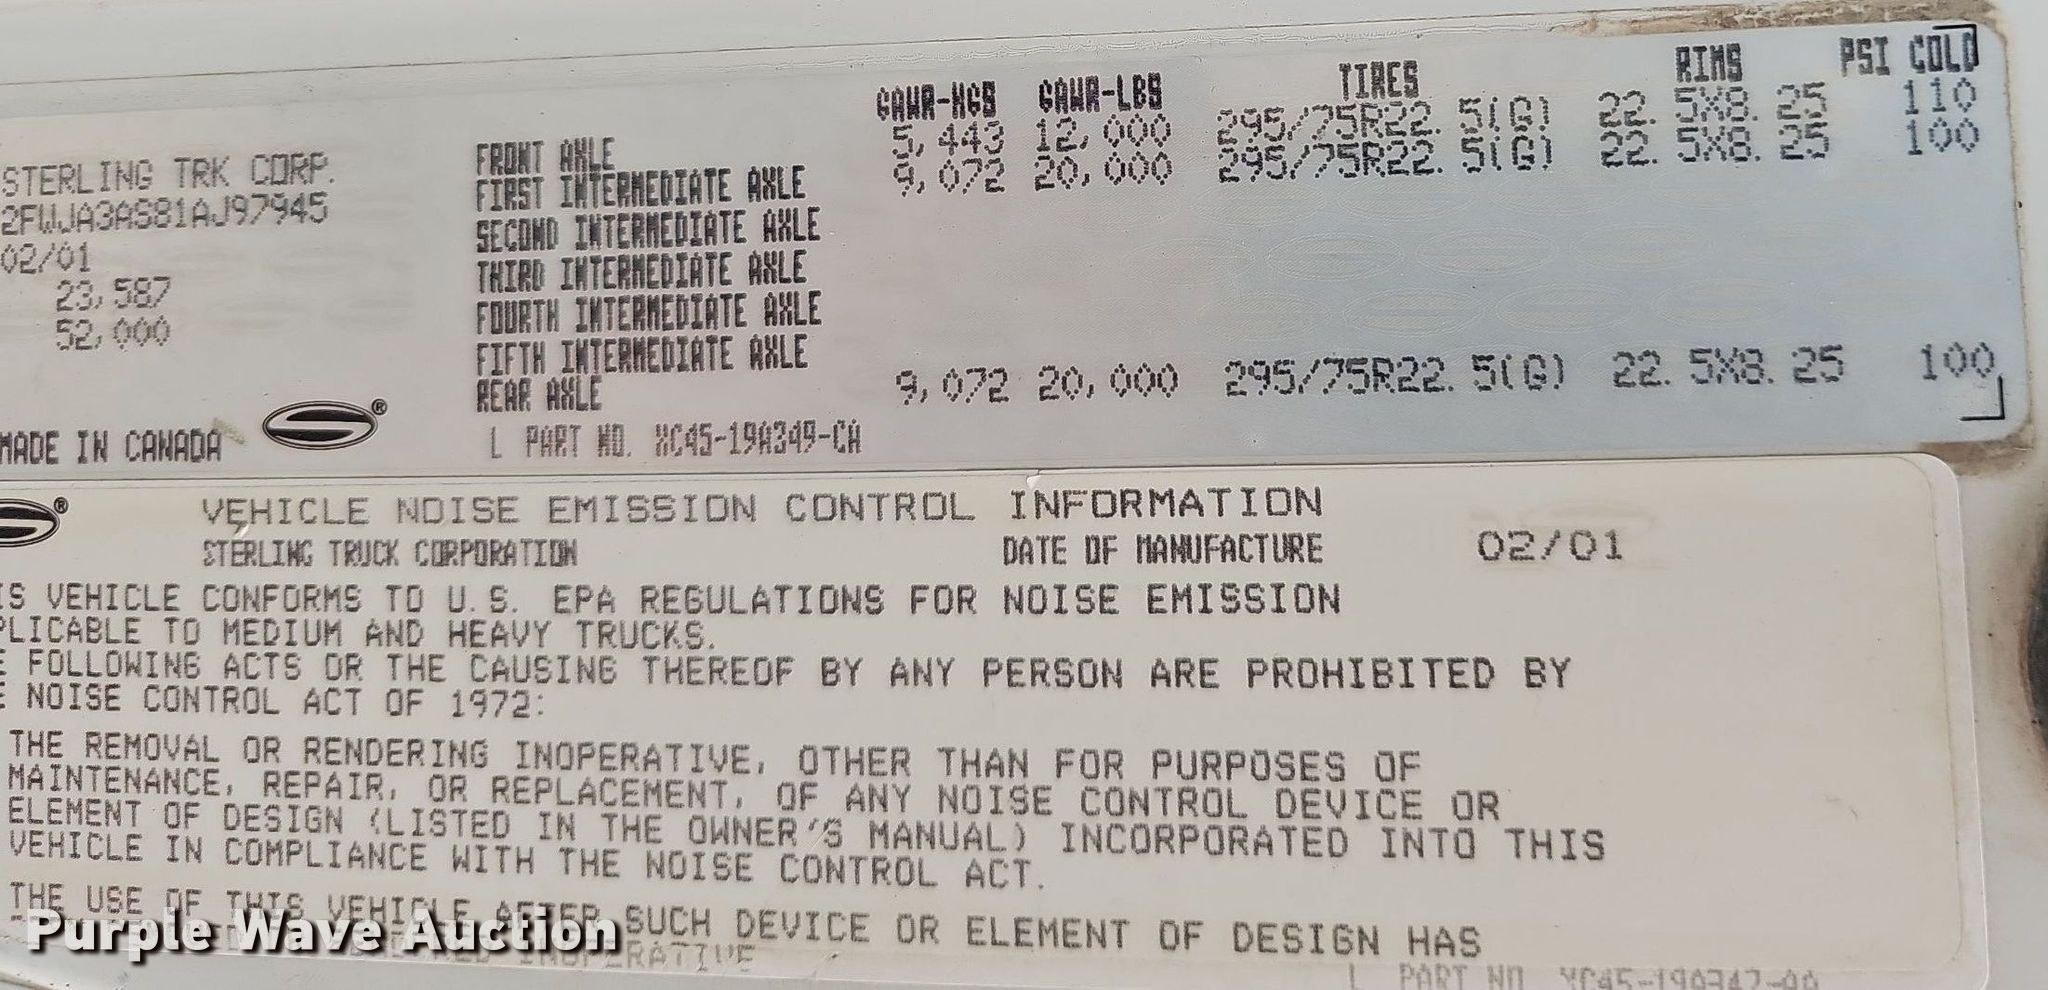 GAWR-KGS GAWR-LBS TIRES RIMS PSI COLD
FRONT AXLE 5,443 12,000 295/75R22.5(G) 22.5X8.25 110
FIRST INTERMEDIATE AXLE 9,072 20,000 295/75R22.5(G) 22.5X8.25 100
SECOND INTERMEDIATE AXLE
THIRD INTERMEDIATE AXLE
FOURTH INTERMEDIATE AXLE
FIFTH INTERMEDIATE AXLE
REAR AXLE 9,072 20,000 295/75R22.5(G) 22.5X8.25 100
L PART NO. XC45-19A349-CA
STERLING TRK CORP.
2FWJA3AS81AJ97945
02/01
23,587
52,000
MADE IN CANADA ®
®
VEHICLE NOISE EMISSION CONTROL INFORMATION
STERLING TRUCK CORPORATION DATE OF MANUFACTURE 02/01
IS VEHICLE CONFORMS TO U.S. EPA REGULATIONS FOR NOISE EMISSION
PLICABLE TO MEDIUM AND HEAVY TRUCKS.
E FOLLOWING ACTS OR THE CAUSING THEREOF BY ANY PERSON ARE PROHIBITED BY
E NOISE CONTROL ACT OF 1972:
THE REMOVAL OR RENDERING INOPERATIVE, OTHER THAN FOR PURPOSES OF
MAINTENANCE, REPAIR, OR REPLACEMENT, OF ANY NOISE CONTROL DEVICE OR
ELEMENT OF DESIGN (LISTED IN THE OWNER'S MANUAL) INCORPORATED INTO THIS
VEHICLE IN COMPLIANCE WITH THE NOISE CONTROL ACT.
THE USE OF THIS VEHICLE AFTER SUCH DEVICE OR ELEMENT OF DESIGN HAS
INOPERATIVE
L PART NO. XC45-19A347-AA
Purple Wave Auction